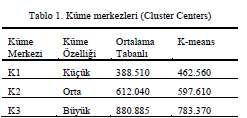 Tablo 1. Küme merkezleri (Cluster Centers)
Küme Küme Ortalama K-means
Merkezi Özelliği Tabanlı
K1 Küçük 388.510 462.560
K2 Orta 612.040 597.610
K3 Büyük 880.885 783.370